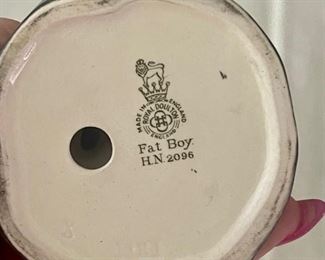 MADE IN ENGLAND
ROYAL DOULTON
ENGLAND
Fat Boy.
H.N. 2096